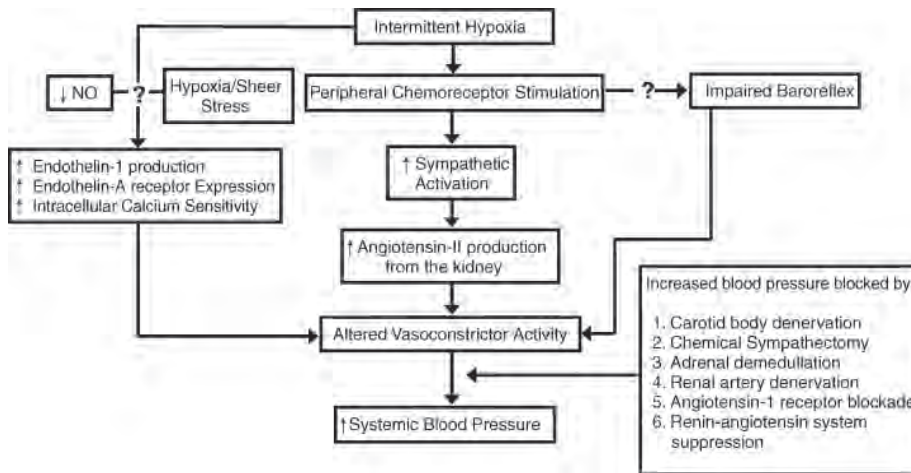 Intermittent Hypoxia
↓ NO
?
Hypoxia/Sheer
Stress
Peripheral Chemoreceptor Stimulation
?
Impaired Baroreflex
↑ Endothelin-1 production
↑ Endothelin-A receptor Expression
↑ Intracellular Calcium Sensitivity
↑ Sympathetic
Activation
↑ Angiotensin-II production
from the kidney
Altered Vasoconstrictor Activity
↑ Systemic Blood Pressure
Increased blood pressure blocked by
1. Carotid body denervation
2. Chemical Sympathectomy
3. Adrenal demedullation
4. Renal artery denervation
5. Angiotensin-1 receptor blockade
6. Renin-angiotensin system
suppression